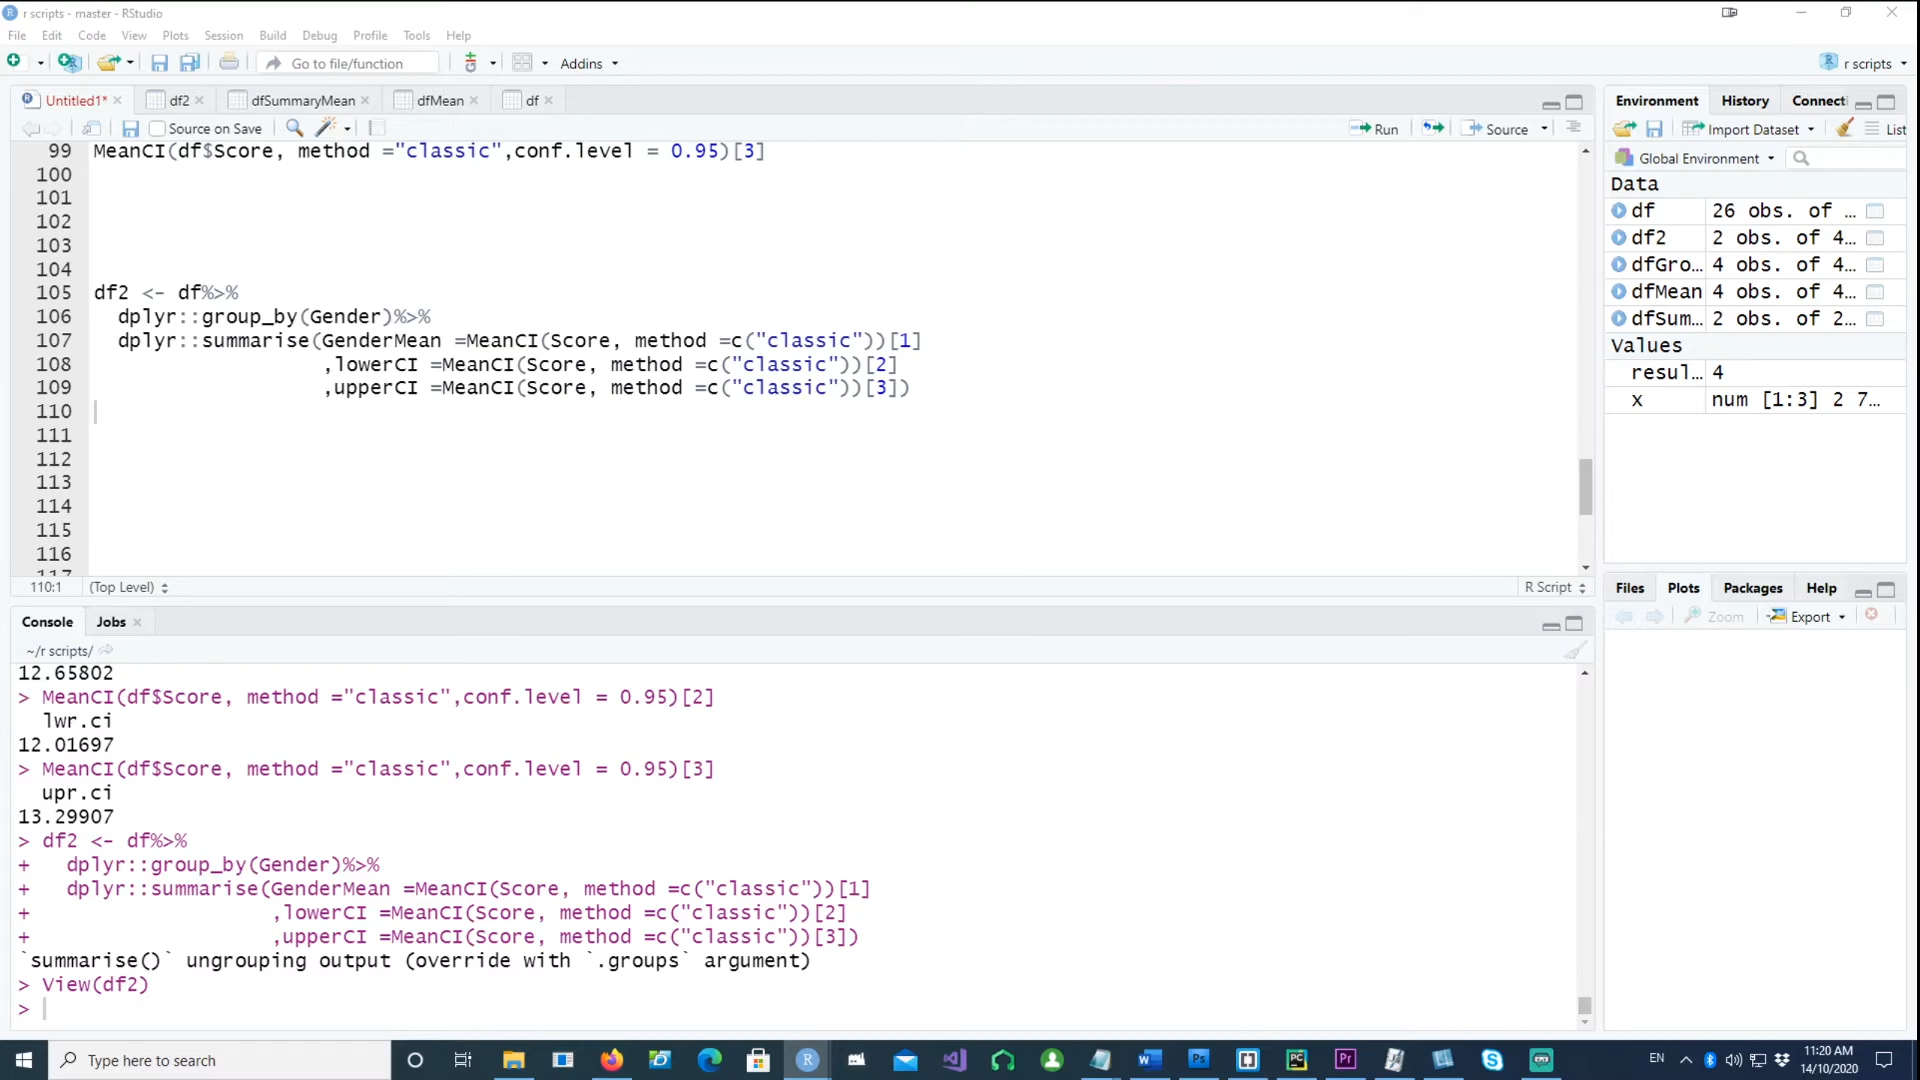 r scripts - master - RStudio
File Edit Code View Plots Session Build Debug Profile Tools Help
Go to file/function Addins r scripts
Untitled1* df2 dfSummaryMean dfMean df
Source on Save Run Source
99 MeanCI(df$Score, method ="classic",conf.level = 0.95)[3]
100
101
102
103
104
105 df2 <- df%>%
106 dplyr::group_by(Gender)%>%
107 dplyr::summarise(GenderMean =MeanCI(Score, method =c("classic"))[1]
108 ,lowerCI =MeanCI(Score, method =c("classic"))[2]
109 ,upperCI =MeanCI(Score, method =c("classic"))[3])
110
111
112
113
114
115
116
117
110:1 (Top Level) R Script
Console Jobs
~/r scripts/
12.65802
> MeanCI(df$Score, method ="classic",conf.level = 0.95)[2]
lwr.ci
12.01697
> MeanCI(df$Score, method ="classic",conf.level = 0.95)[3]
upr.ci
13.29907
> df2 <- df%>%
+ dplyr::group_by(Gender)%>%
+ dplyr::summarise(GenderMean =MeanCI(Score, method =c("classic"))[1]
+ ,lowerCI =MeanCI(Score, method =c("classic"))[2]
+ ,upperCI =MeanCI(Score, method =c("classic"))[3])
`summarise()` ungrouping output (override with `.groups` argument)
> View(df2)
>
Environment History Connecti
Import Dataset List
Global Environment
Data
df 26 obs. of …
df2 2 obs. of 4…
dfGro… 4 obs. of 4…
dfMean 4 obs. of 4…
dfSum… 2 obs. of 2…
Values
resul… 4
x num [1:3] 2 7…
Files Plots Packages Help
Zoom Export
Type here to search
EN
11:20 AM
14/10/2020